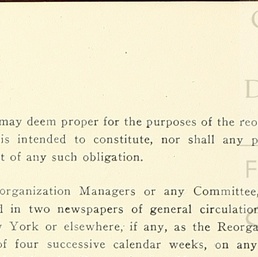 may deem proper for the purposes of the reo
is intended to constitute, nor shall any p
t of any such obligation.
organization Managers or any Committee,
d in two newspapers of general circulation
York or elsewhere, if any, as the Reorga
of four successive calendar weeks, on any